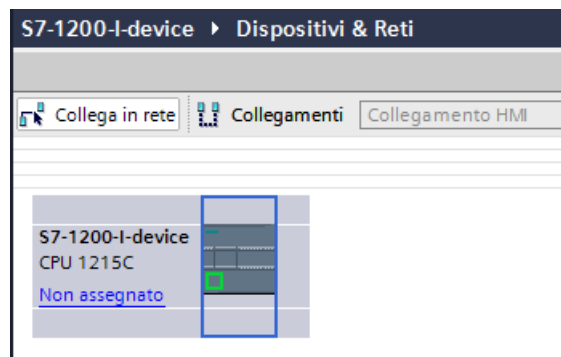 S7-1200-I-device ▸ Dispositivi & Reti
Collega in rete Collegamenti Collegamento HMI
S7-1200-I-device
CPU 1215C
Non assegnato